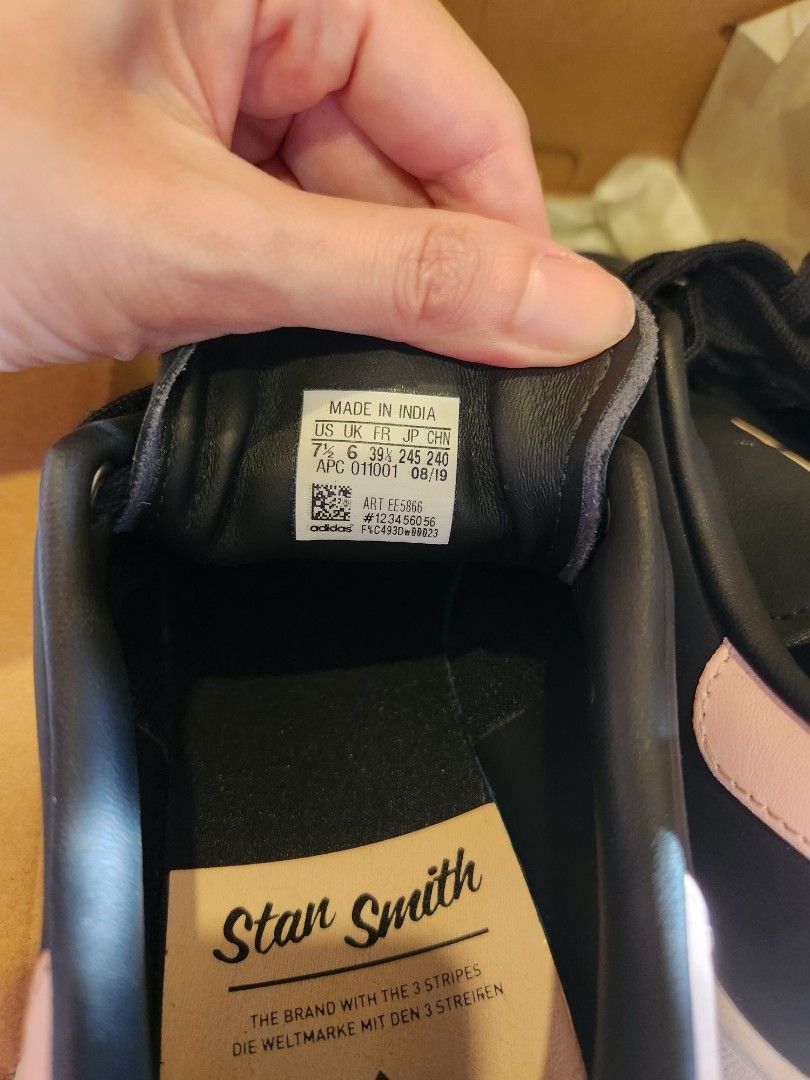 MADE IN INDIA
US UK FR JP CHN
7½ 6 39⅓ 245 240
APC 011001 08/19
ART EE5866
#123456056
adidas F%C493Dw00023
Stan Smith
THE BRAND WITH THE 3 STRIPES
DIE WELTMARKE MIT DEN 3 STREIFEN